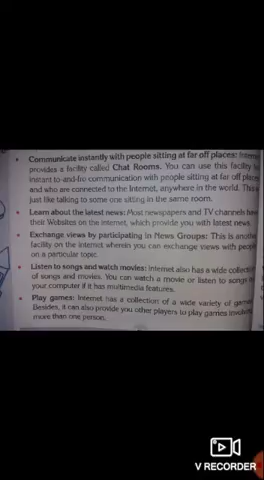 • Communicate instantly with people sitting at far off places: Internet
provides a facility called Chat Rooms. You can use this facility
instant to-and-fro communication with people sitting at far off places
and who are connected to the Internet, anywhere in the world. This is
just like talking to some one sitting in the same room.
• Learn about the latest news: Most newspapers and TV channels have
their Websites on the internet, which provide you with latest news.
• Exchange views by participating in News Groups: This is another
facility on the internet wherein you can exchange views with people
on a particular topic.
• Listen to songs and watch movies: Internet also has a wide collection
of songs and movies. You can watch a movie or listen to songs
your computer if it has multimedia features.
• Play games: Internet has a collection of a wide variety of games
Besides, it can also provide you other players to play games involving
more than one person.
V RECORDER